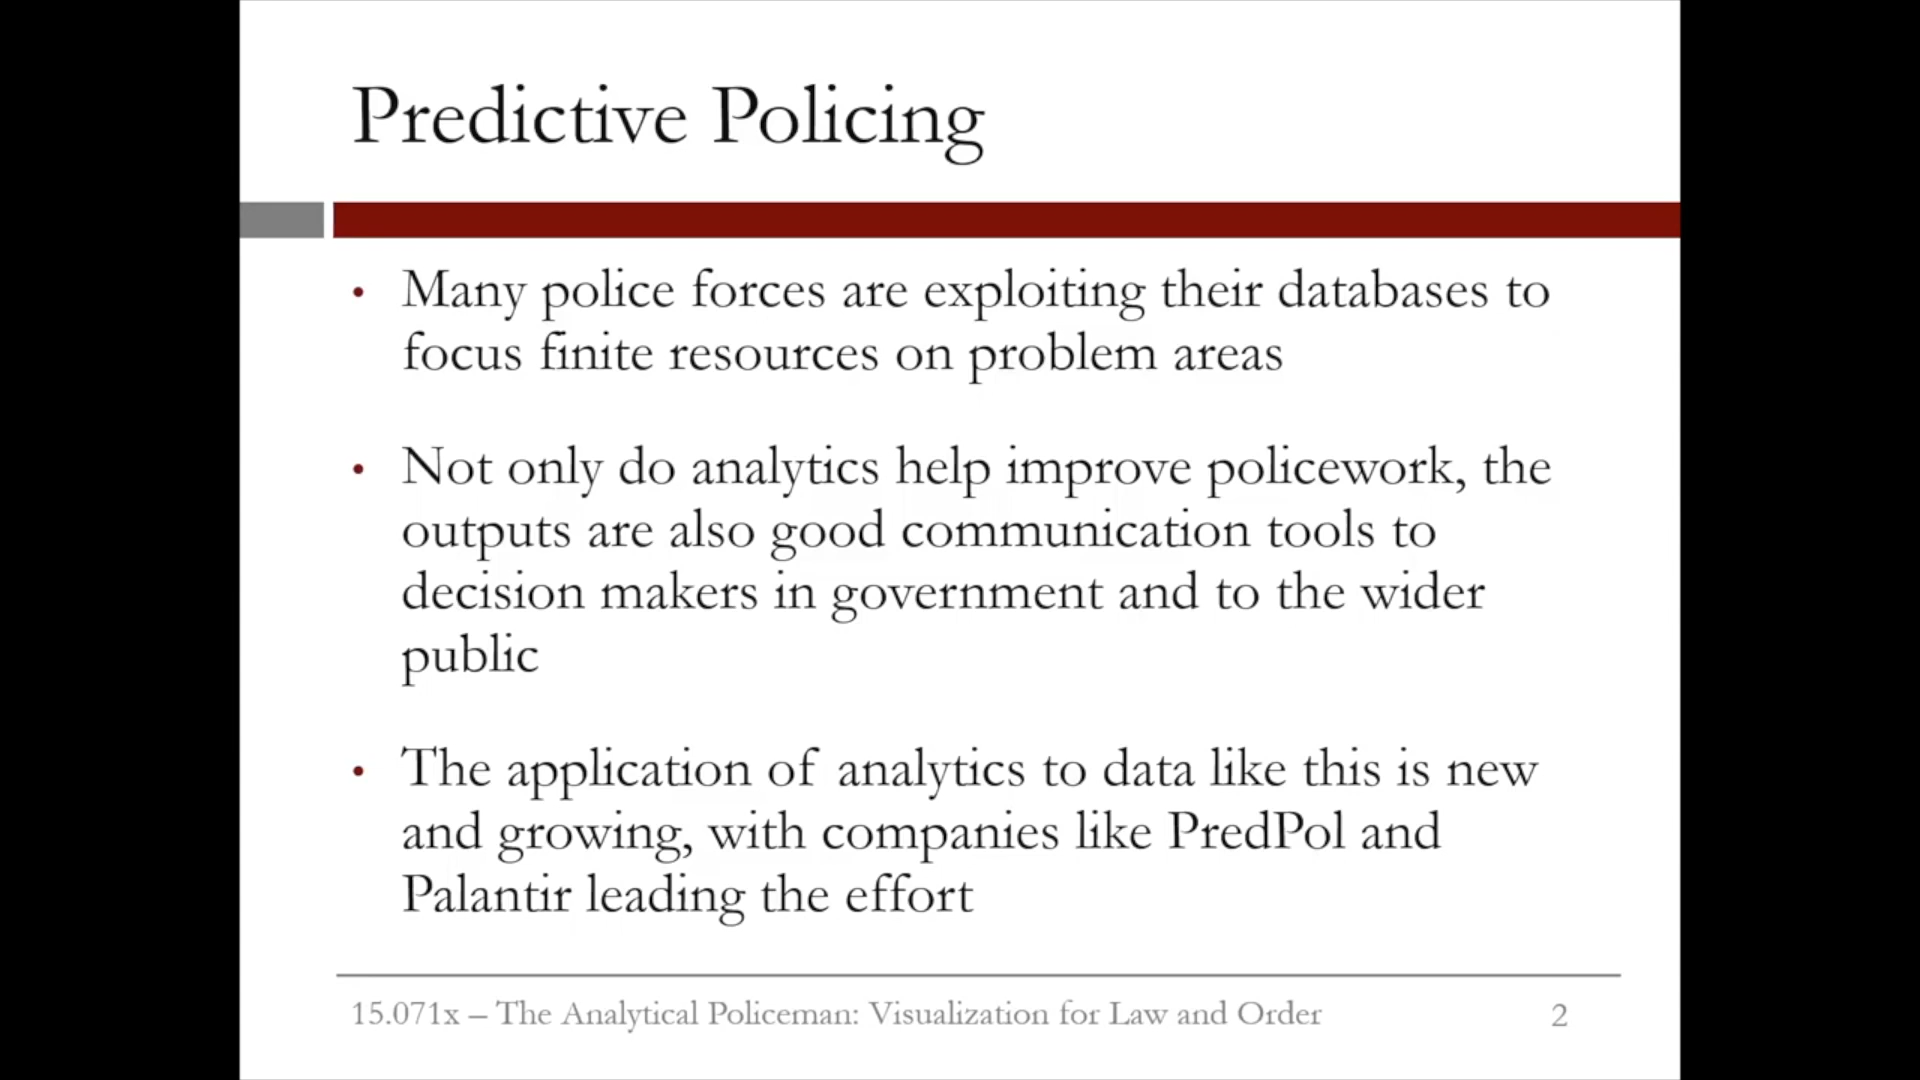 Predictive Policing
• Many police forces are exploiting their databases to
focus finite resources on problem areas
• Not only do analytics help improve policework, the
outputs are also good communication tools to
decision makers in government and to the wider
public
• The application of analytics to data like this is new
and growing, with companies like PredPol and
Palantir leading the effort
15.071x – The Analytical Policeman: Visualization for Law and Order 2